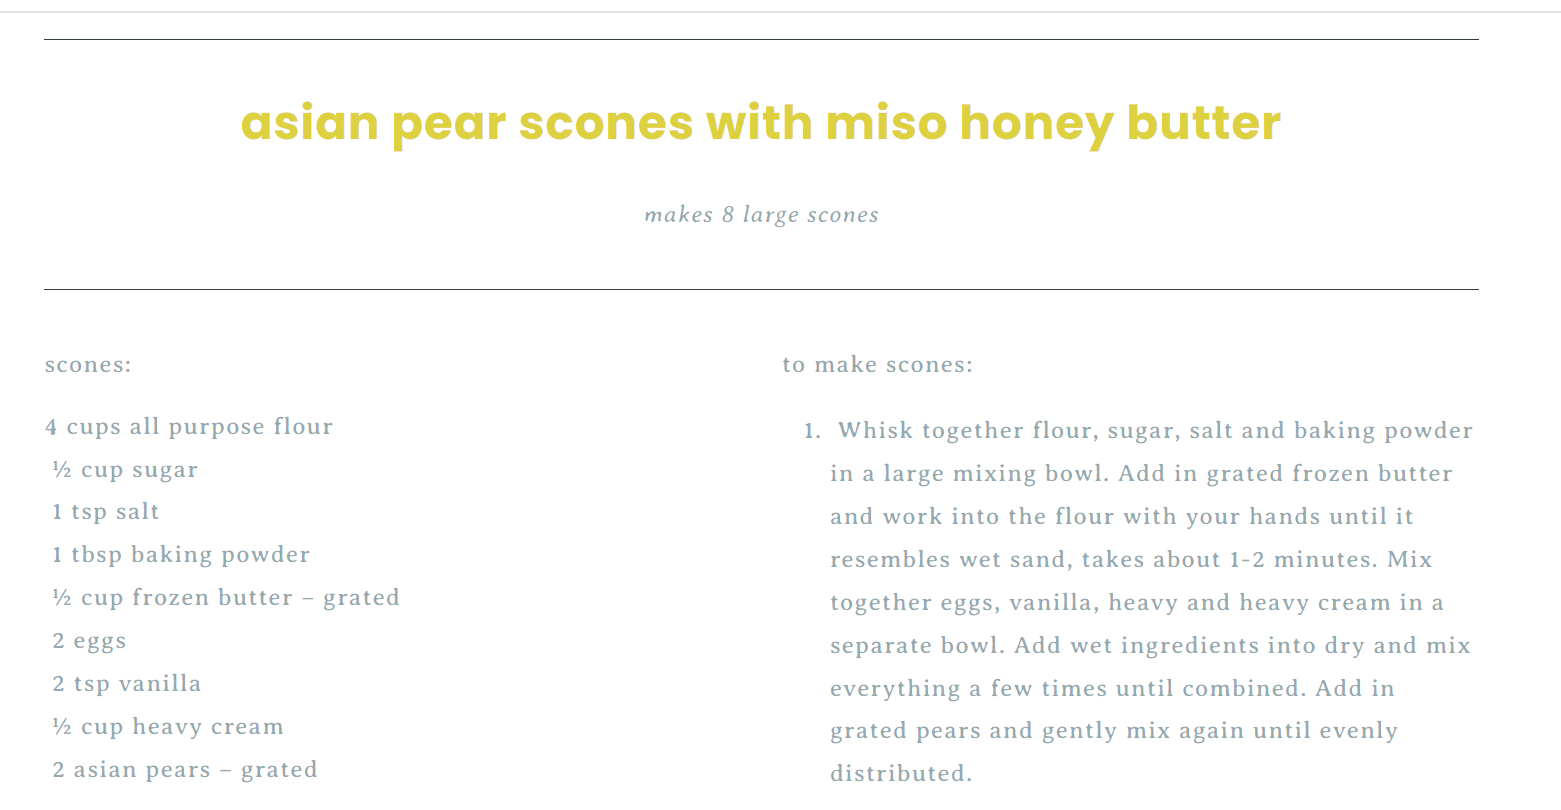 asian pear scones with miso honey butter
makes 8 large scones
scones:
4 cups all purpose flour
½ cup sugar
1 tsp salt
1 tbsp baking powder
½ cup frozen butter – grated
2 eggs
2 tsp vanilla
½ cup heavy cream
2 asian pears – grated
to make scones:
1. Whisk together flour, sugar, salt and baking powder
in a large mixing bowl. Add in grated frozen butter
and work into the flour with your hands until it
resembles wet sand, takes about 1-2 minutes. Mix
together eggs, vanilla, heavy and heavy cream in a
separate bowl. Add wet ingredients into dry and mix
everything a few times until combined. Add in
grated pears and gently mix again until evenly
distributed.